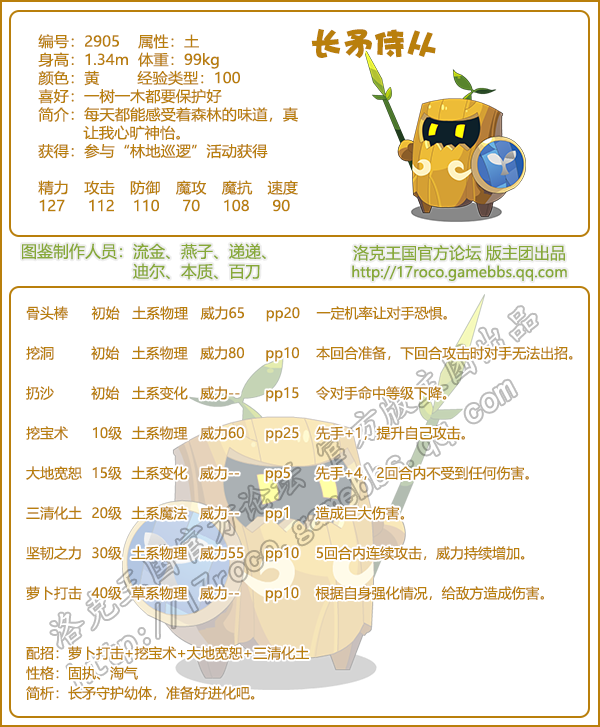 长矛侍从
编号：2905 属性：土
身高：1.34m 体重：99kg
颜色：黄 经验类型：100
喜好：一树一木都要保护好
简介：每天都能感受着森林的味道，真
让我心旷神怡。
获得：参与“林地巡逻”活动获得
精力 攻击 防御 魔攻 魔抗 速度
127 112 110 70 108 90
图鉴制作人员：流金、燕子、递递、
迪尔、本质、百刀
洛克王国官方论坛 版主团出品
http://17roco.gamebbs.qq.com
骨头棒 初始 土系物理 威力65 pp20 一定机率让对手恐惧。
挖洞 初始 土系物理 威力80 pp10 本回合准备，下回合攻击时对手无法出招。
扔沙 初始 土系变化 威力-- pp15 令对手命中等级下降。
挖宝术 10级 土系物理 威力60 pp25 先手+1，提升自己攻击。
大地宽恕 15级 土系变化 威力-- pp5 先手+4，2回合内不受到任何伤害。
三清化土 20级 土系魔法 威力-- pp1 造成巨大伤害。
坚韧之力 30级 土系物理 威力55 pp10 5回合内连续攻击，威力持续增加。
萝卜打击 40级 草系物理 威力-- pp10 根据自身强化情况，给敌方造成伤害。
配招：萝卜打击+挖宝术+大地宽恕+三清化土
性格：固执、淘气
简析：长矛守护幼体，准备好进化吧。
洛克王国官方论坛 官方版主团出品
http://17roco.gamebbs.qq.com